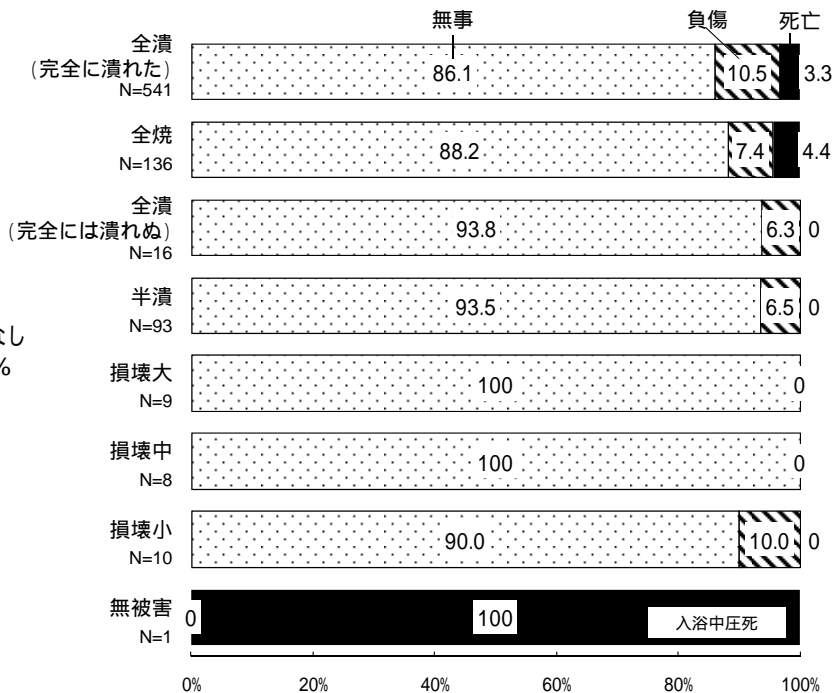 無事 負傷 死亡
全潰
(完全に潰れた)
N=541
86.1 10.5 3.3
全焼
N=136
88.2 7.4 4.4
全潰
(完全には潰れぬ)
N=16
93.8 6.3 0
半潰
N=93
93.5 6.5 0
なし
%
損壊大
N=9
100 0
損壊中
N=8
100 0
損壊小
N=10
90.0 10.0 0
無被害
N=1
0 100 入浴中圧死
0% 20% 40% 60% 80% 100%